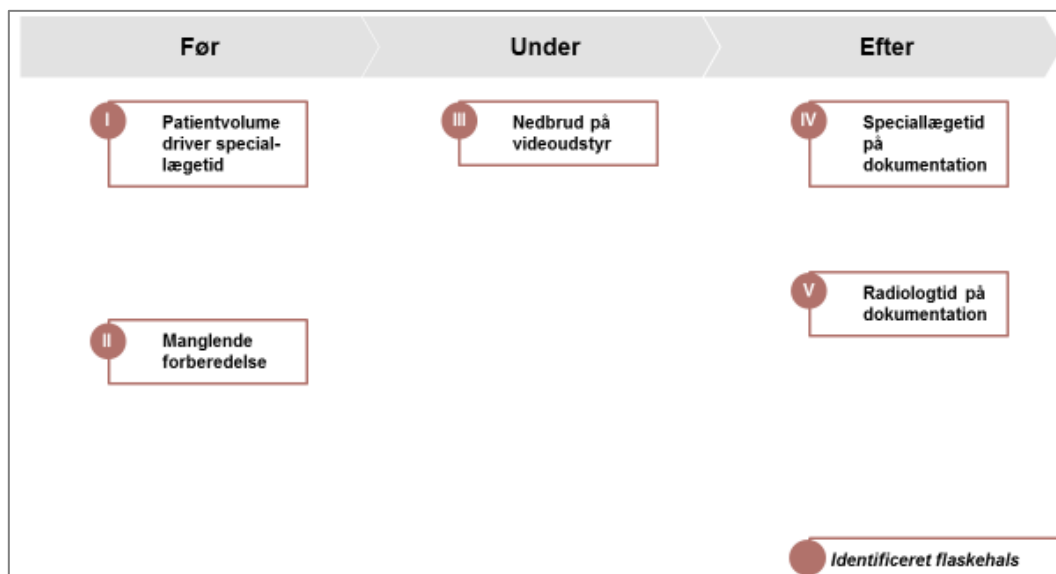 Før
Under
Efter
I
Patientvolume
driver special-
lægetid
II
Manglende
forberedelse
III
Nedbrud på
videoudstyr
IV
Speciallægetid
på
dokumentation
V
Radiologtid på
dokumentation
Identificeret flaskehals